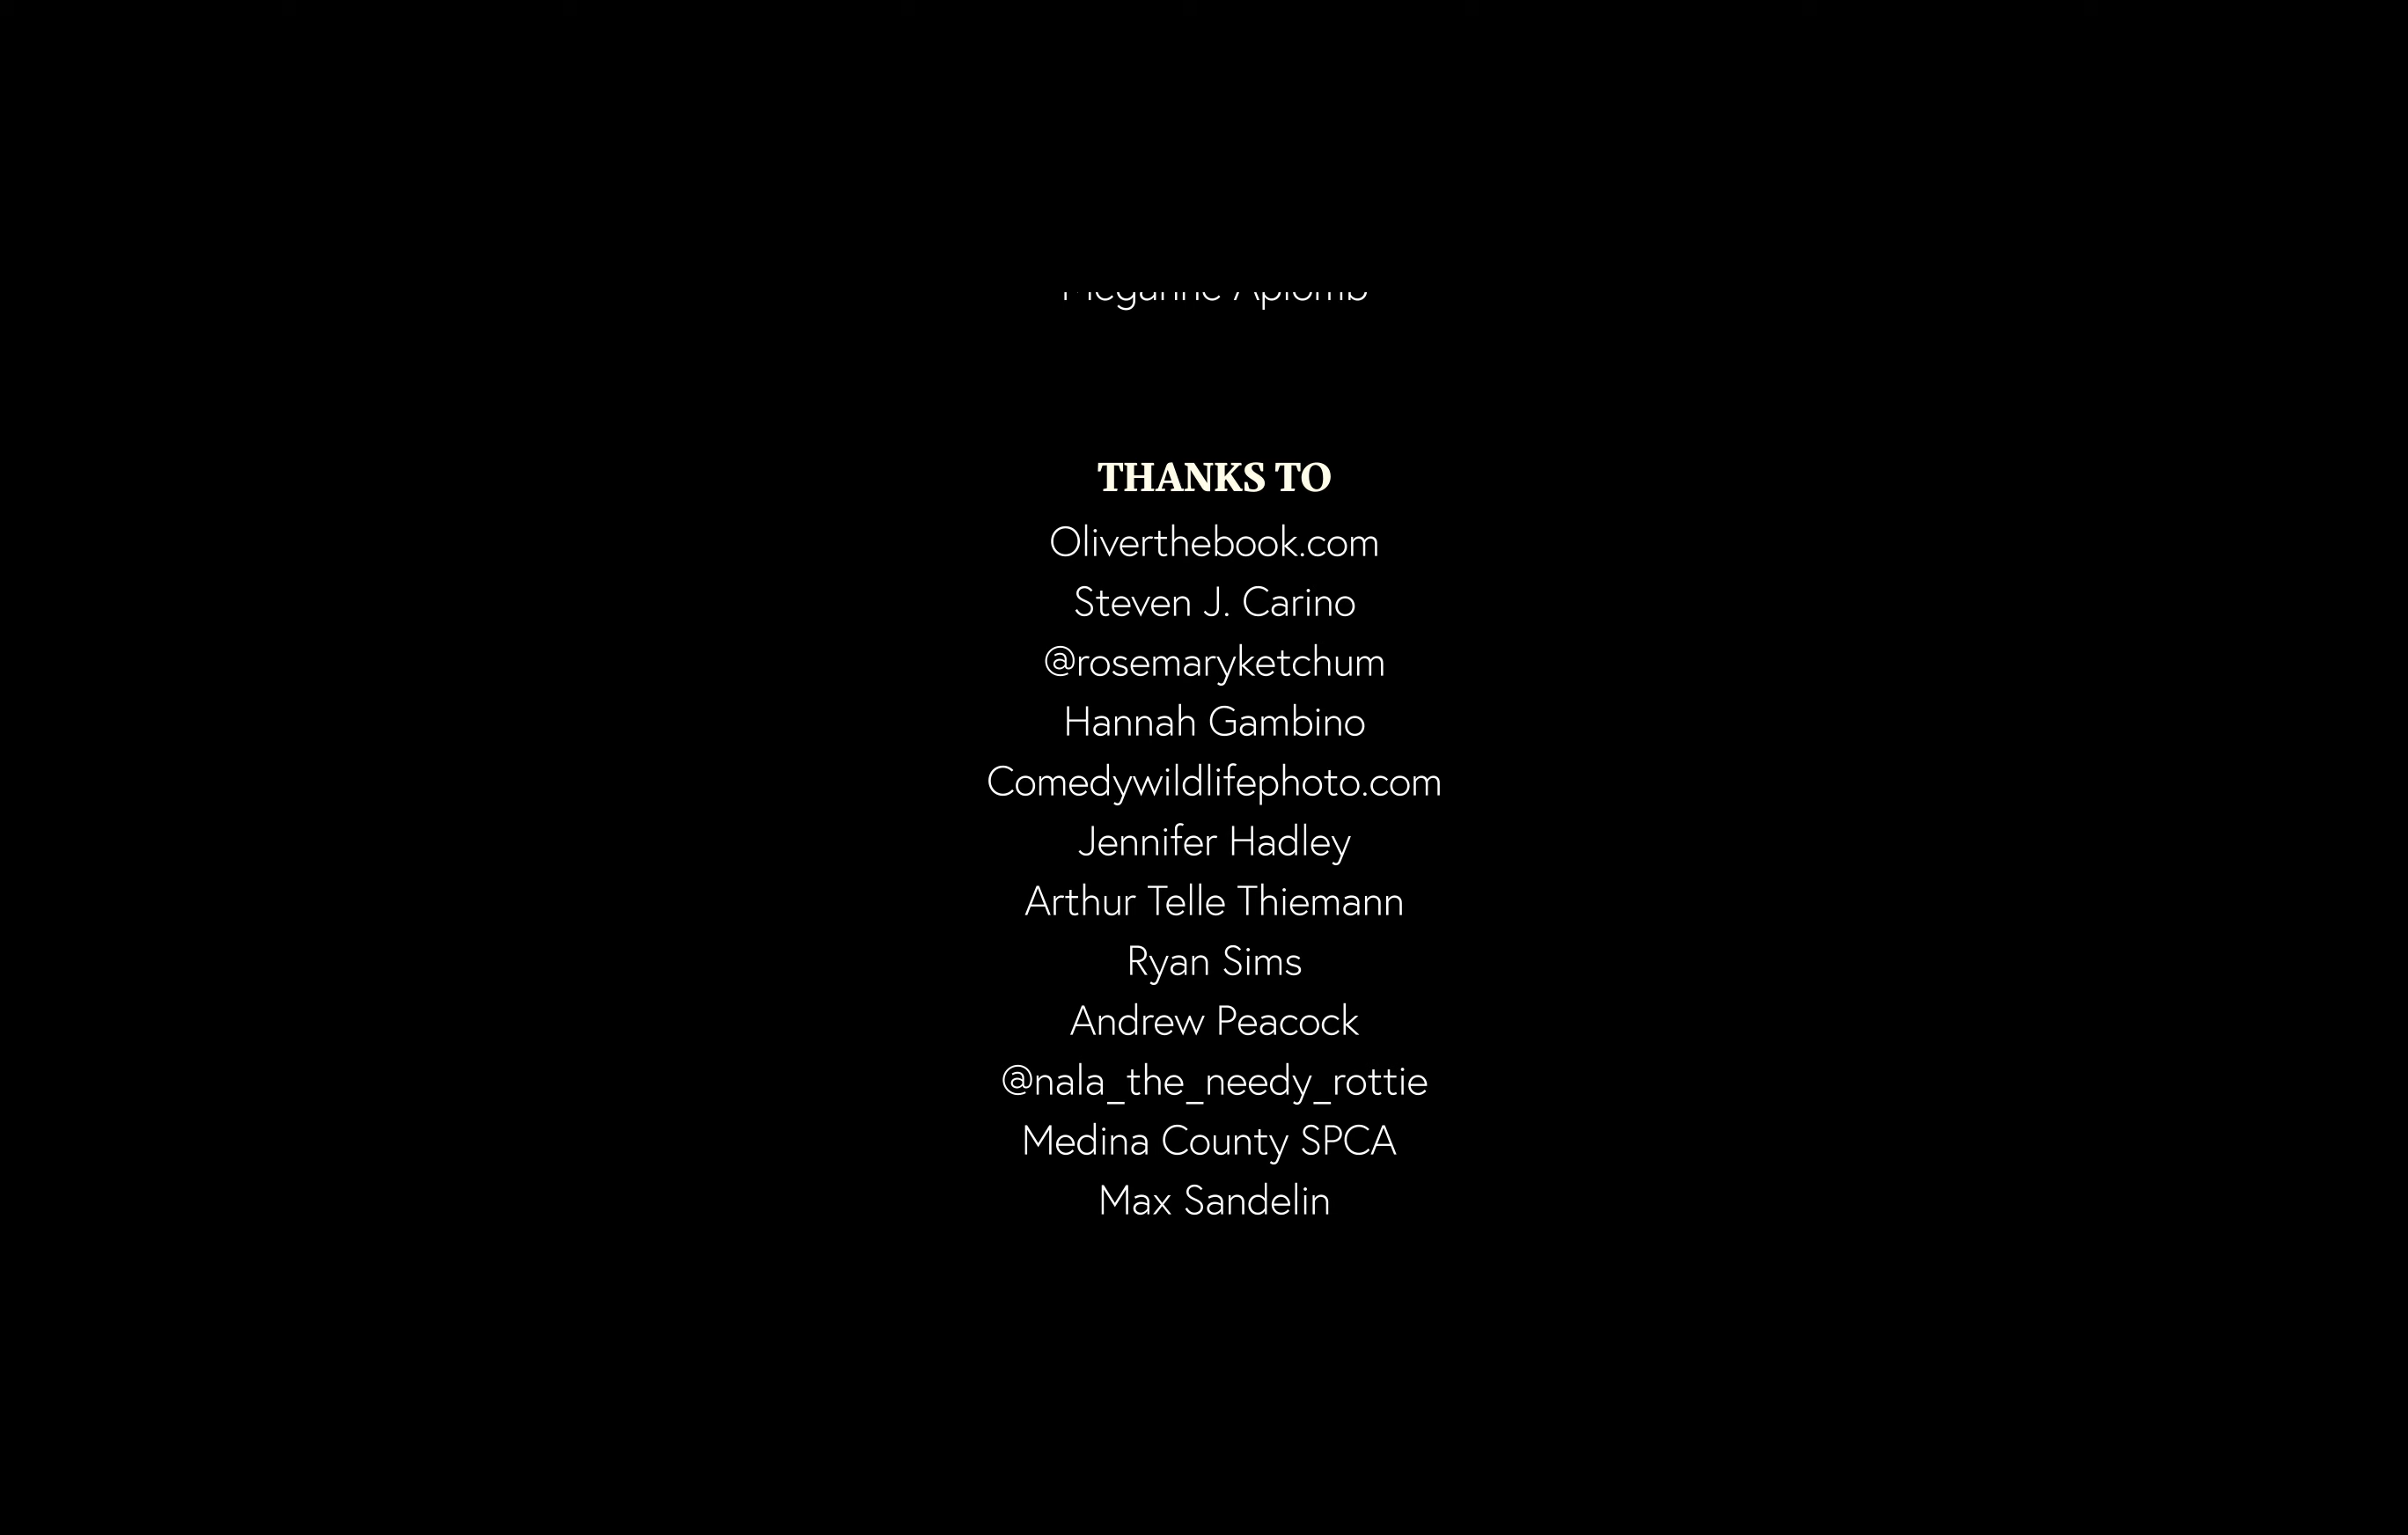 THANKS TO
Oliverthebook.com
Steven J. Carino
@rosemaryketchum
Hannah Gambino
Comedywildlifephoto.com
Jennifer Hadley
Arthur Telle Thiemann
Ryan Sims
Andrew Peacock
@nala_the_needy_rottie
Medina County SPCA
Max Sandelin